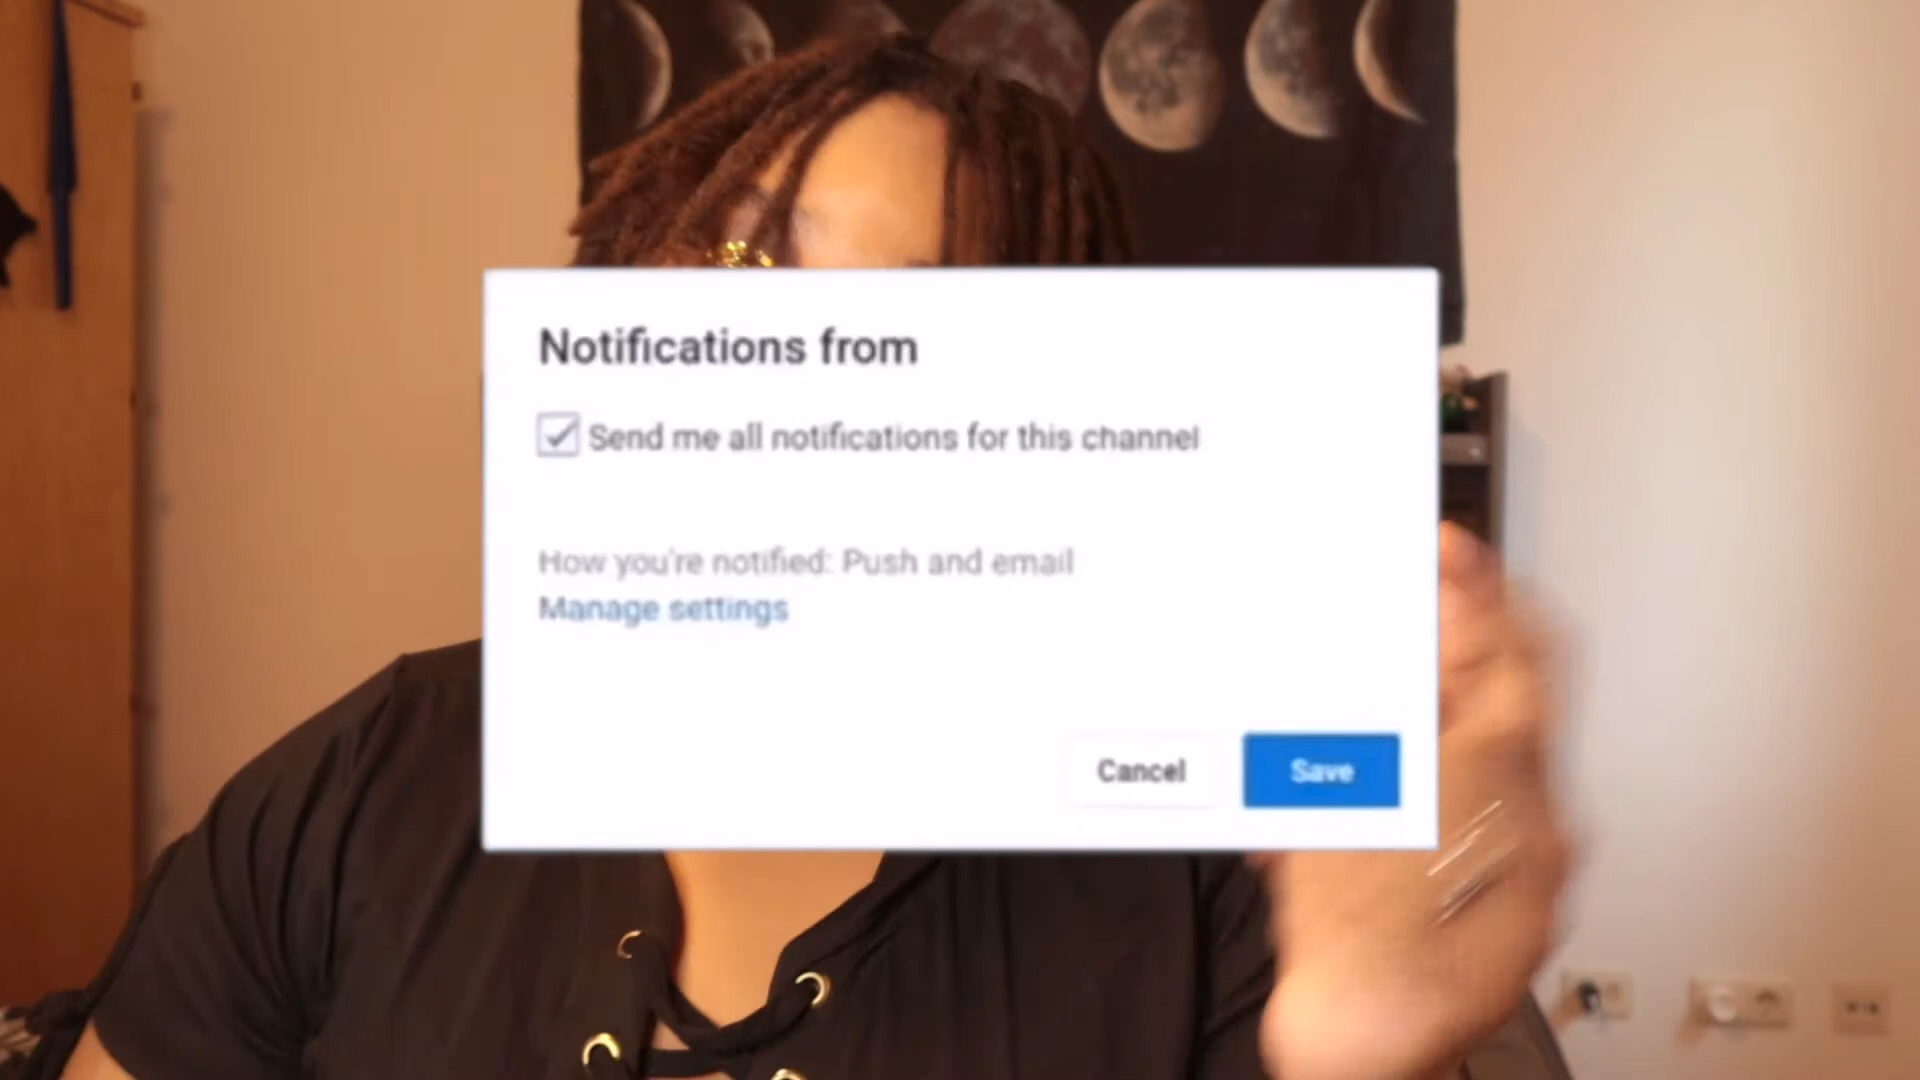 Notifications from
Send me all notifications for this channel
How you're notified: Push and email
Manage settings
Cancel
Save